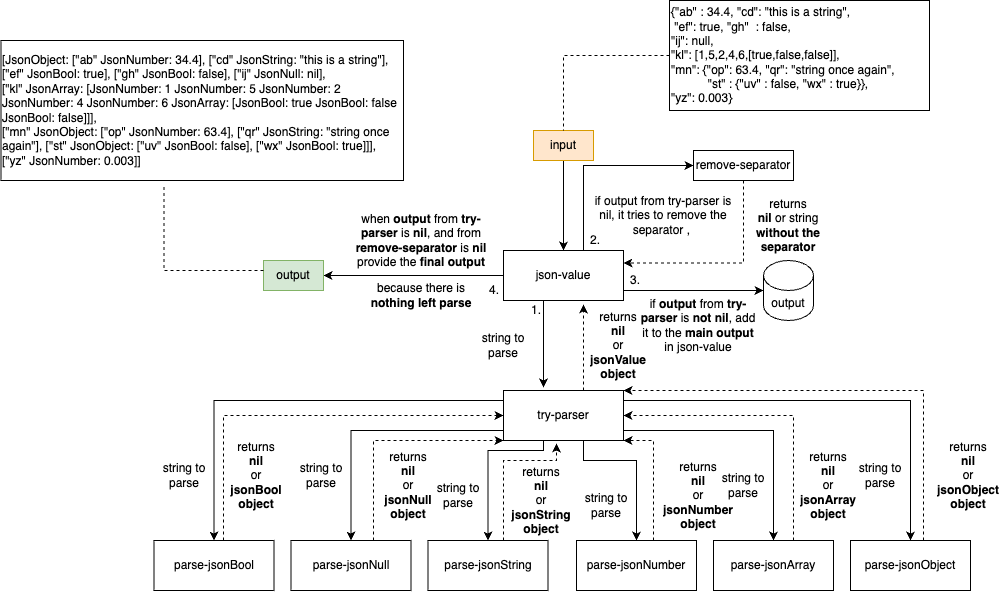 {"ab" : 34.4, "cd": "this is a string",
"ef": true, "gh" : false,
"ij": null,
"kl": [1,5,2,4,6,[true,false,false]],
"mn": {"op": 63.4, "qr": "string once again",
"st" : {"uv" : false, "wx" : true}},
"yz": 0.003}
[JsonObject: ["ab" JsonNumber: 34.4], ["cd" JsonString: "this is a string"],
["ef" JsonBool: true], ["gh" JsonBool: false], ["ij" JsonNull: nil],
["kl" JsonArray: [JsonNumber: 1 JsonNumber: 5 JsonNumber: 2
JsonNumber: 4 JsonNumber: 6 JsonArray: [JsonBool: true JsonBool: false
JsonBool: false]]],
["mn" JsonObject: ["op" JsonNumber: 63.4], ["qr" JsonString: "string once
again"], ["st" JsonObject: ["uv" JsonBool: false], ["wx" JsonBool: true]]],
["yz" JsonNumber: 0.003]]
input
remove-separator
if output from try-parser is
nil, it tries to remove the
separator ,
returns
nil or string
without the
separator
when output from try-
parser is nil, and from
remove-separator is nil
provide the final output
2.
output
json-value
3.
4.
because there is
nothing left parse
output
1.
if output from try-
parser is not nil, add
it to the main output
in json-value
string to
parse
returns
nil
or
jsonValue
object
try-parser
string to
parse
returns
nil
or
jsonBool
object
string to
parse
returns
nil
or
jsonNull
object
string to
parse
returns
nil
or
jsonString
object
string to
parse
returns
nil
or
jsonNumber
object
string to
parse
returns
nil
or
jsonArray
object
string to
parse
returns
nil
or
jsonObject
object
parse-jsonBool
parse-jsonNull
parse-jsonString
parse-jsonNumber
parse-jsonArray
parse-jsonObject